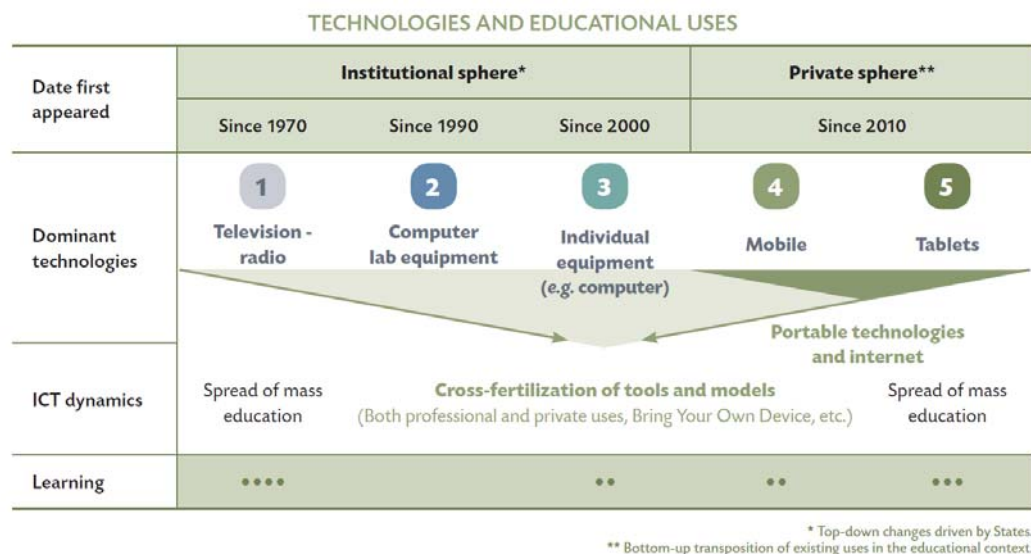 TECHNOLOGIES AND EDUCATIONAL USES
Date first
appeared
Institutional sphere*
Private sphere**
Since 1970
Since 1990
Since 2000
Since 2010
Dominant
technologies
1
Television -
radio
2
Computer
lab equipment
3
Individual
equipment
(e.g. computer)
4
Mobile
5
Tablets
Portable technologies
and internet
ICT dynamics
Spread of mass
education
Cross-fertilization of tools and models
(Both professional and private uses, Bring Your Own Device, etc.)
Spread of mass
education
Learning
••••
••
••
•••
* Top-down changes driven by States.
** Bottom-up transposition of existing uses in the educational context.